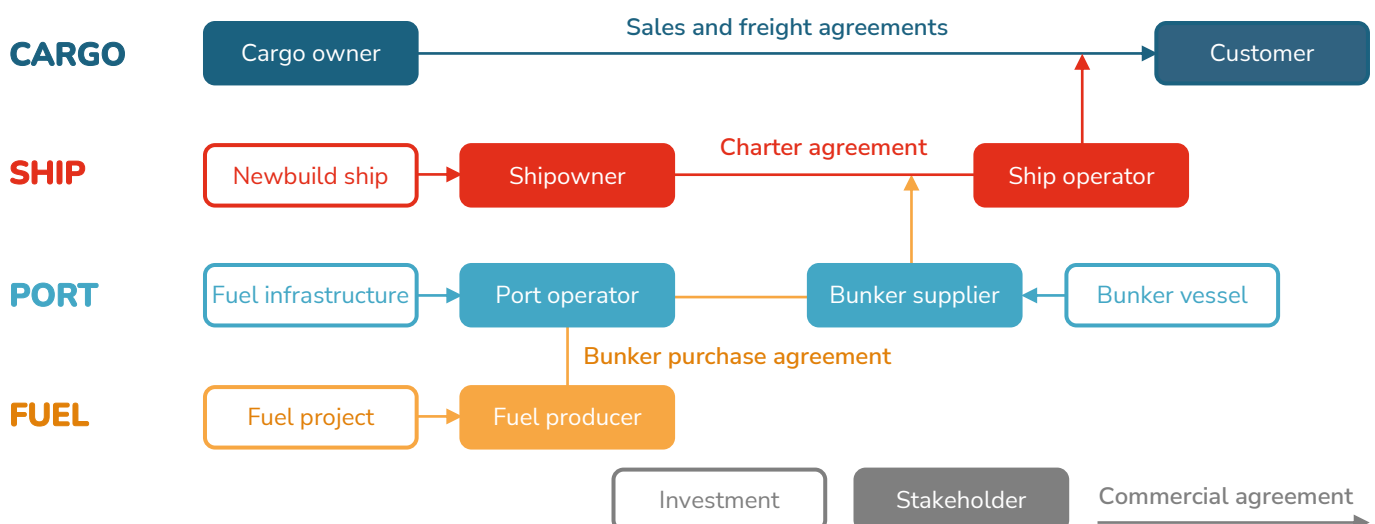 Sales and freight agreements
CARGO
Cargo owner
Customer
Charter agreement
SHIP
Newbuild ship
Shipowner
Ship operator
PORT
Fuel infrastructure
Port operator
Bunker supplier
Bunker vessel
Bunker purchase agreement
FUEL
Fuel project
Fuel producer
Investment
Stakeholder
Commercial agreement